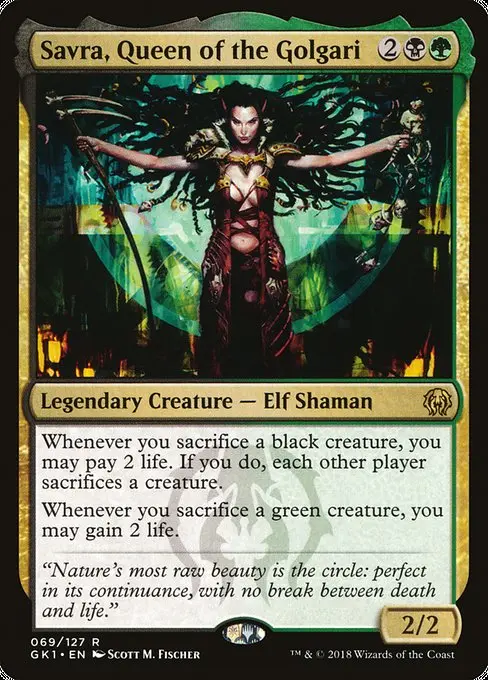 Savra, Queen of the Golgari 2
Legendary Creature — Elf Shaman
Whenever you sacrifice a black creature, you
may pay 2 life. If you do, each other player
sacrifices a creature.
Whenever you sacrifice a green creature, you
may gain 2 life.
“Nature’s most raw beauty is the circle: perfect
in its continuance, with no break between death
and life.”
2/2
069/127 R
GK1 • EN Scott M. Fischer
™ & © 2018 Wizards of the Coast